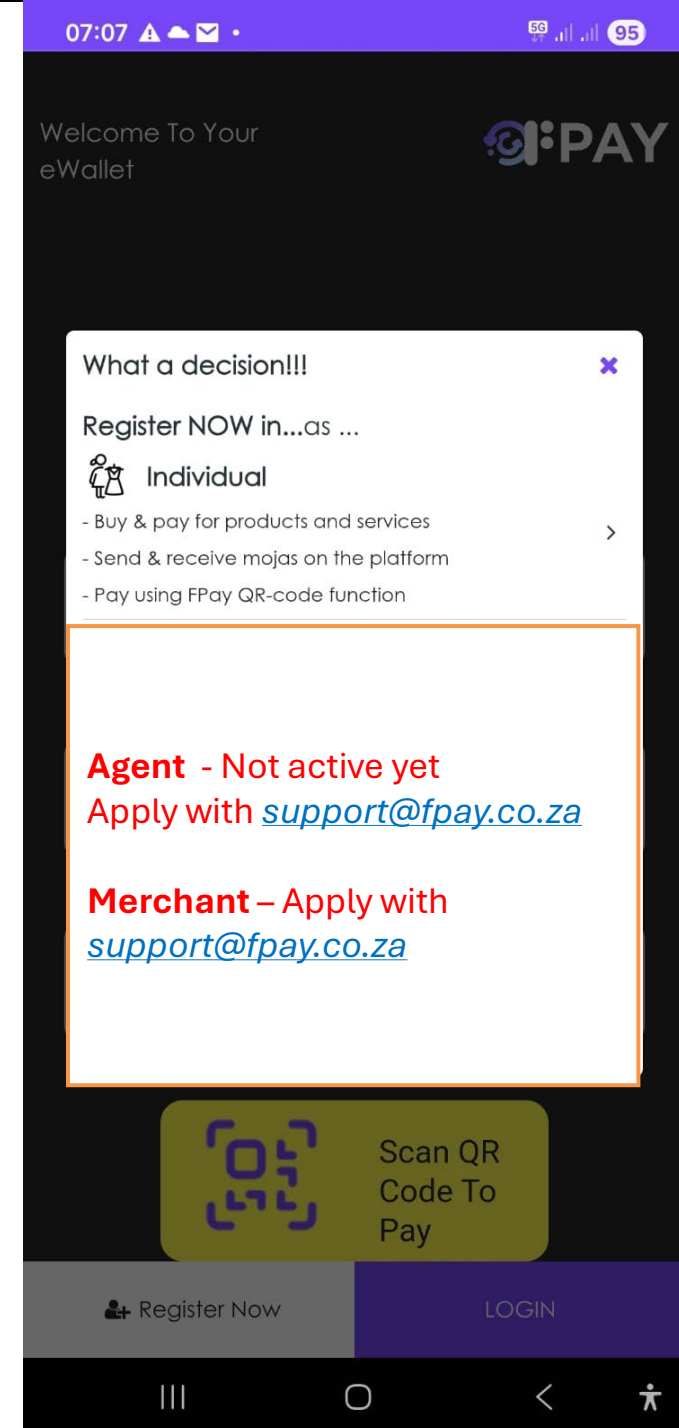 07:07
5G
95
Welcome To Your
eWallet
FPAY
What a decision!!!
Register NOW in...as ...
Individual
- Buy & pay for products and services
- Send & receive mojas on the platform
- Pay using FPay QR-code function
Agent - Not active yet
Apply with support@fpay.co.za
Merchant – Apply with
support@fpay.co.za
Scan QR
Code To
Pay
Register Now
LOGIN